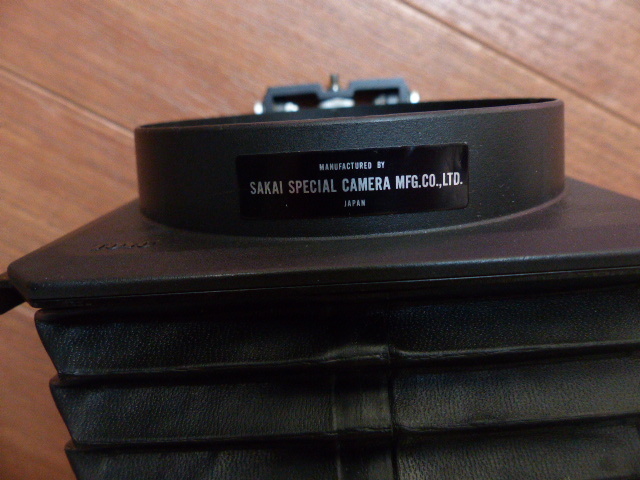 MANUFACTURED BY
SAKAI SPECIAL CAMERA MFG.CO.,LTD.
JAPAN